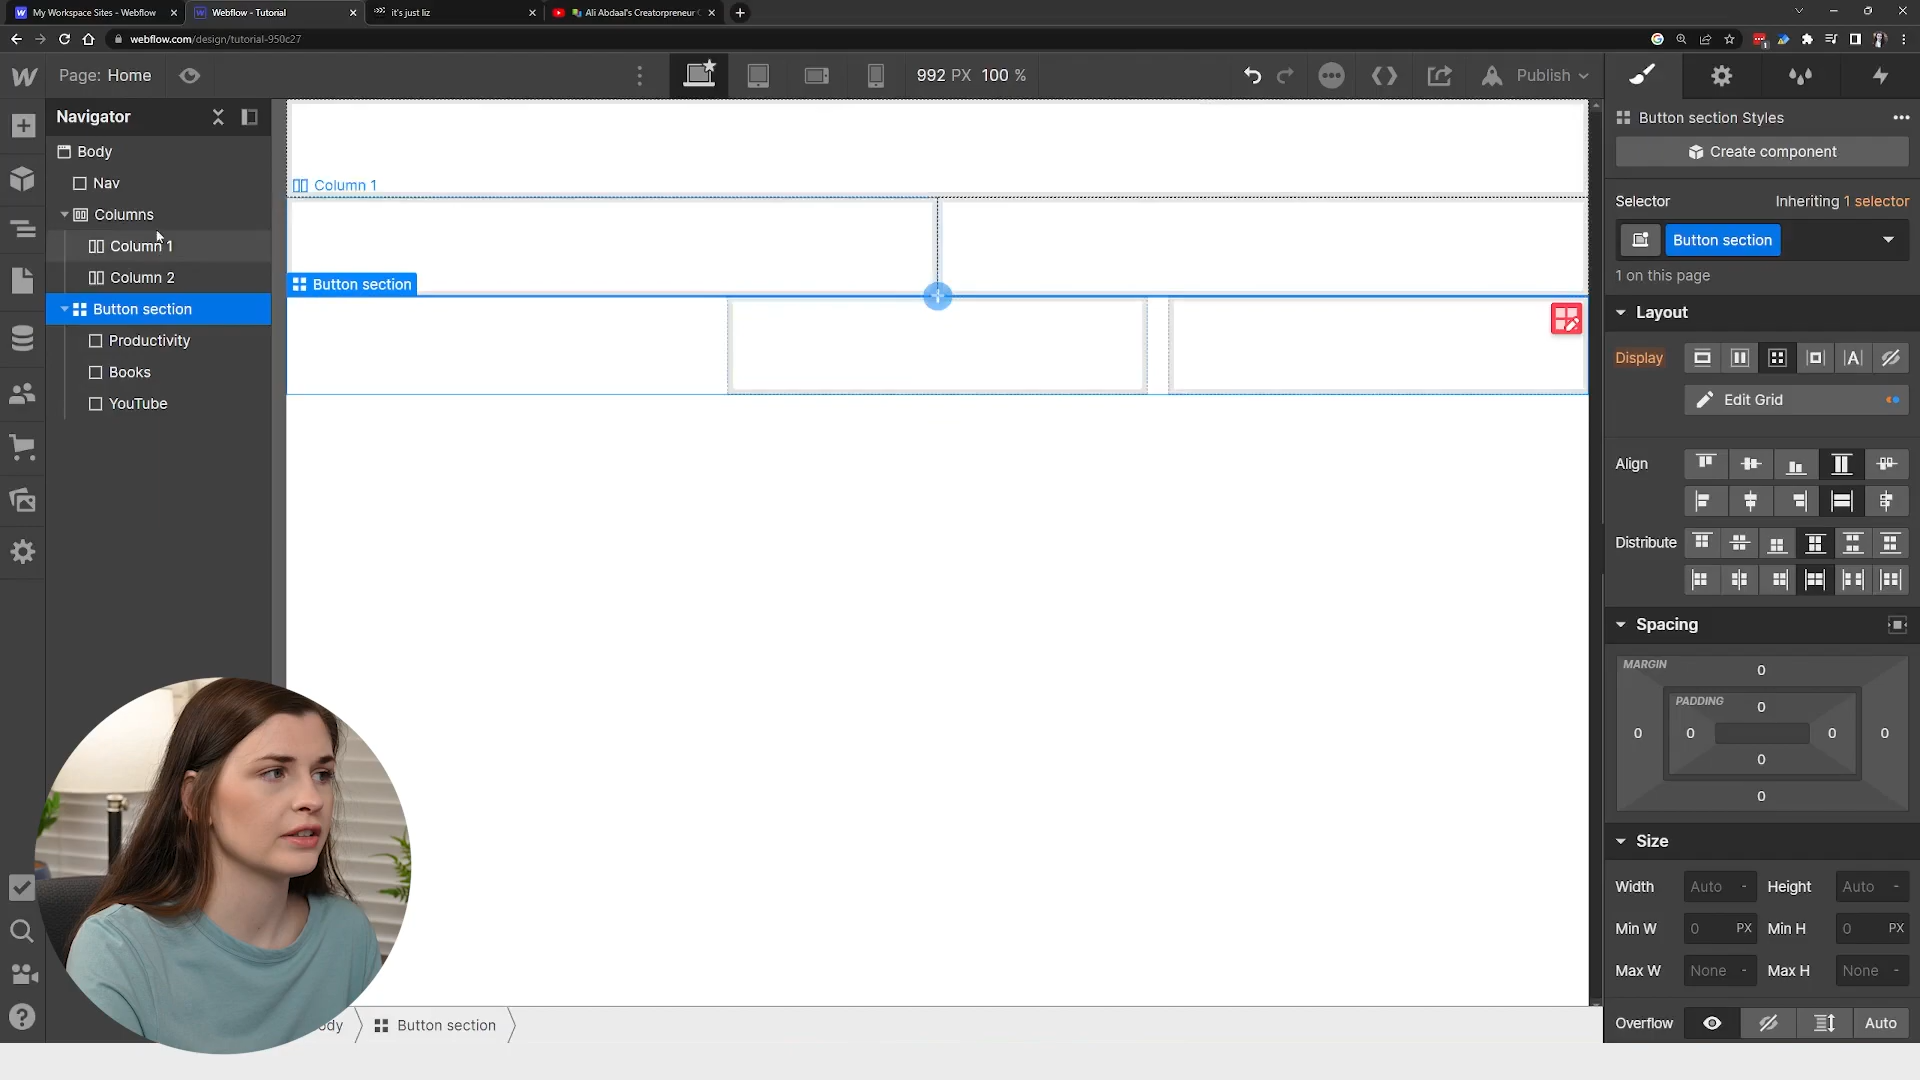 My Workspace Sites - Webflow
Webflow - Tutorial
it's just liz
Ali Abdaal's Creatorpreneur
webflow.com/design/tutorial-950c27
Page: Home
992 PX 100 %
Publish
Navigator
Body
Nav
Columns
Column 1
Column 2
Button section
Productivity
Books
YouTube
Column 1
Button section
Button section
Button section Styles
Create component
Selector
Inheriting 1 selector
Button section
1 on this page
Layout
Display
Edit Grid
Align
Distribute
Spacing
MARGIN
0
PADDING
0
0 0 0 0
0
0
Size
Width Auto - Height Auto -
Min W 0 PX Min H 0 PX
Max W None - Max H None -
Overflow Auto